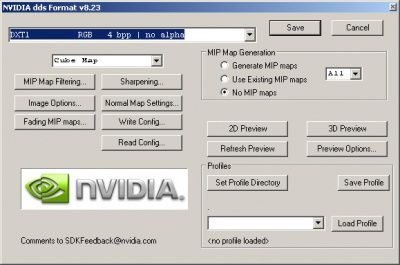 NVIDIA dds Format v8.23
DXT1 RGB 4 bpp | no alpha
Save
Cancel
Cube Map
MIP Map Generation
Generate MIP maps
Use Existing MIP maps
No MIP maps
All
MIP Map Filtering...
Sharpening...
Image Options...
Normal Map Settings...
Fading MIP maps...
Write Config...
Read Config...
2D Preview
3D Preview
Refresh Preview
Preview Options...
Profiles
Set Profile Directory
Save Profile
.
Load Profile
<no profile loaded>
NVIDIA.
Comments to SDKFeedback@nvidia.com